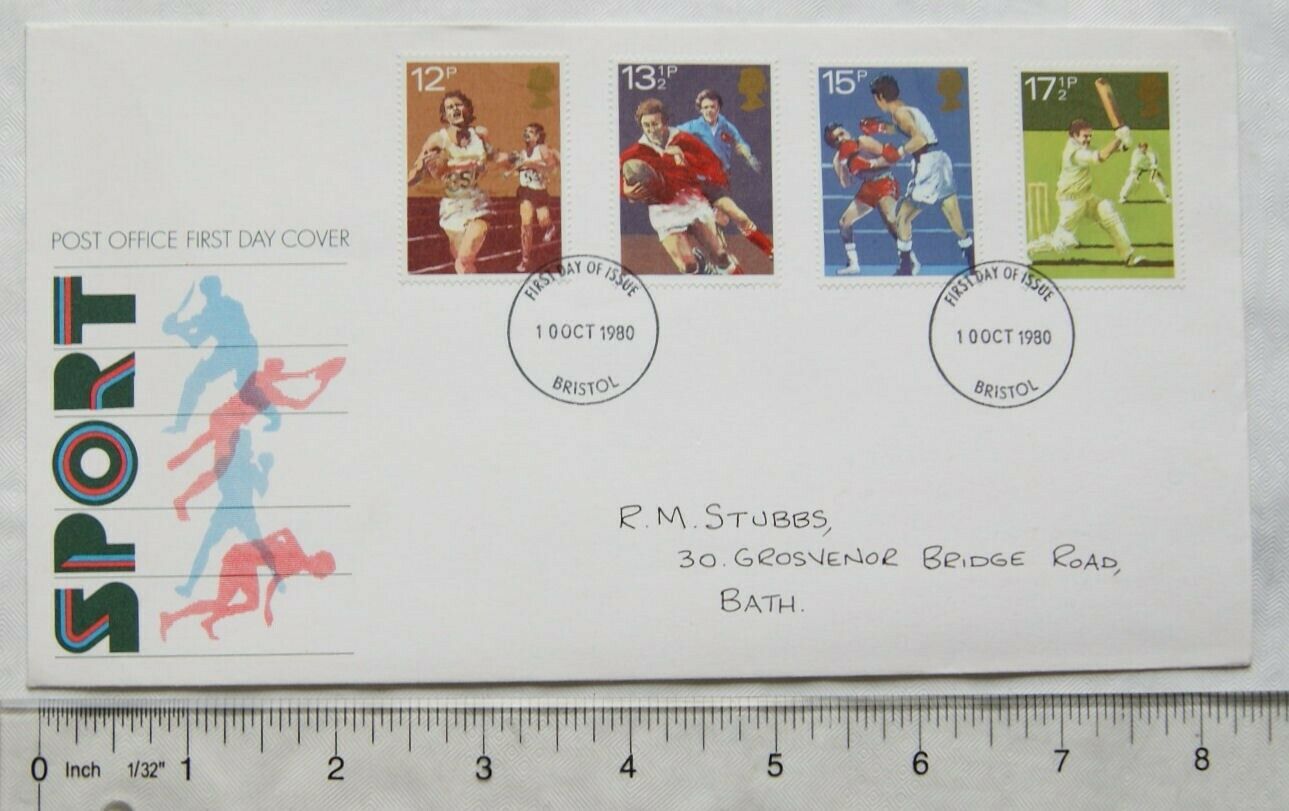 12P
13½P
15P
17½P
POST OFFICE FIRST DAY COVER
SPORT
FIRST DAY OF ISSUE
10 OCT 1980
BRISTOL
FIRST DAY OF ISSUE
10 OCT 1980
BRISTOL
R.M. STUBBS,
30. GROSVENOR BRIDGE ROAD,
BATH.
0 Inch 1/32" 1 2 3 4 5 6 7 8